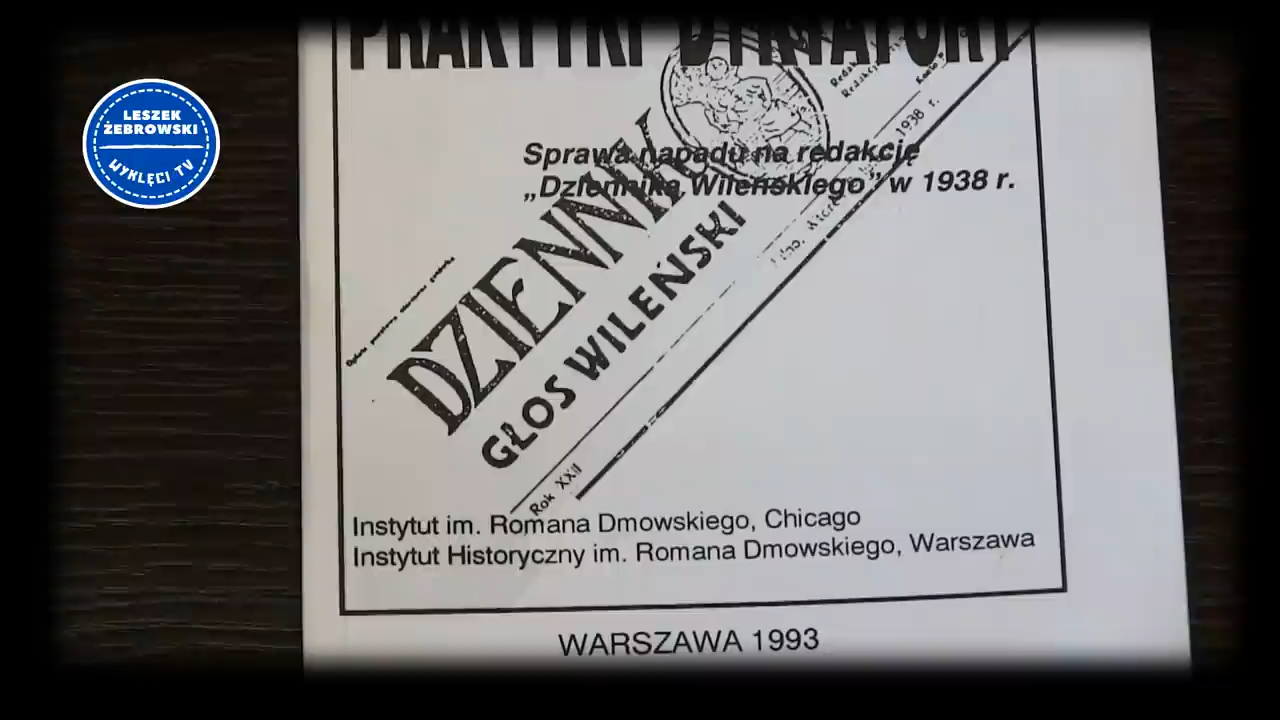 LESZEK
ŻEBROWSKI
WYKLĘCI TV
PRAKTYKI DYKTATURY
Sprawa napadu na redakcję
„Dziennika Wileńskiego” w 1938 r.
DZIENNIK
GŁOS WILEŃSKI
1938 r.
Rok XXII
Instytut im. Romana Dmowskiego, Chicago
Instytut Historyczny im. Romana Dmowskiego, Warszawa
WARSZAWA 1993